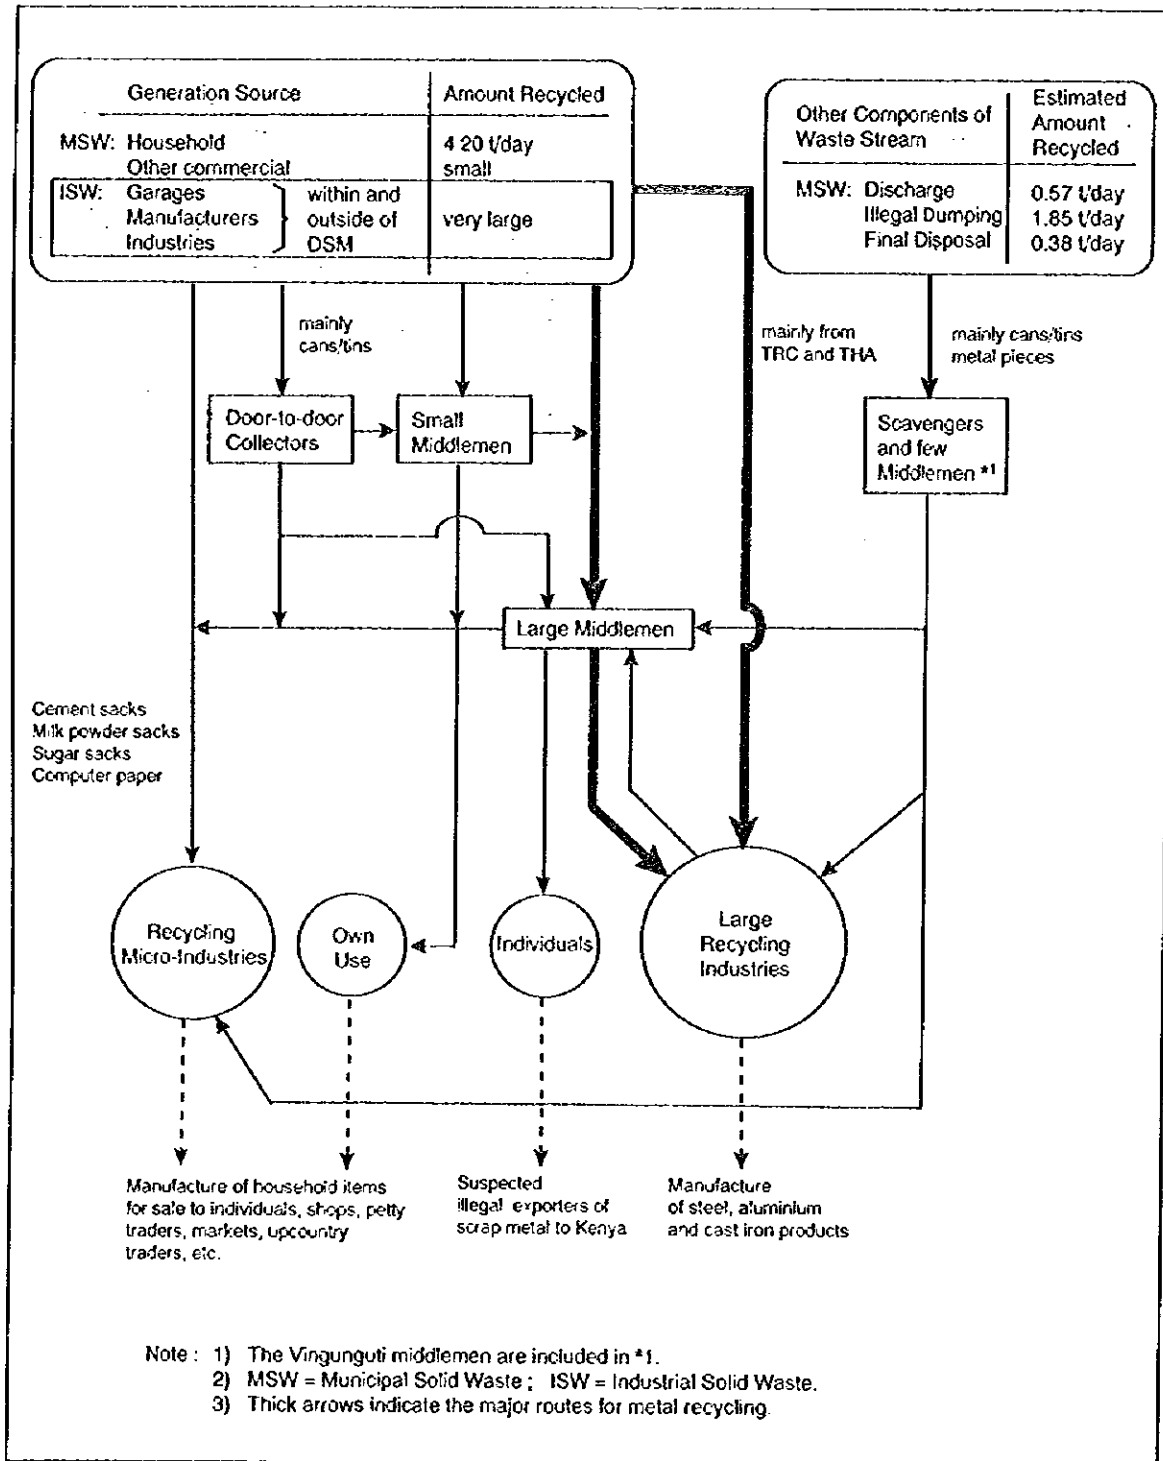 Generation Source
Amount Recycled
MSW: Household
4 20 t/day
Other commercial
small
ISW: Garages
Manufacturers
Industries
within and
outside of
DSM
very large
Other Components of
Waste Stream
Estimated
Amount
Recycled
MSW: Discharge
0.57 t/day
Illegal Dumping
1.85 t/day
Final Disposal
0.38 t/day
mainly
cans/tins
mainly from
TRC and THA
mainly cans/tins
metal pieces
Door-to-door
Collectors
Small
Middlemen
Scavengers
and few
Middlemen *1
Large Middlemen
Cement sacks
Milk powder sacks
Sugar sacks
Computer paper
Recycling
Micro-Industries
Own
Use
Individuals
Large
Recycling
Industries
Manufacture of household items
for sale to individuals, shops, petty
traders, markets, upcountry
traders, etc.
Suspected
illegal exporters of
scrap metal to Kenya
Manufacture
of steel, aluminium
and cast iron products
Note : 1) The Vingunguti middlemen are included in *1.
2) MSW = Municipal Solid Waste ; ISW = Industrial Solid Waste.
3) Thick arrows indicate the major routes for metal recycling.